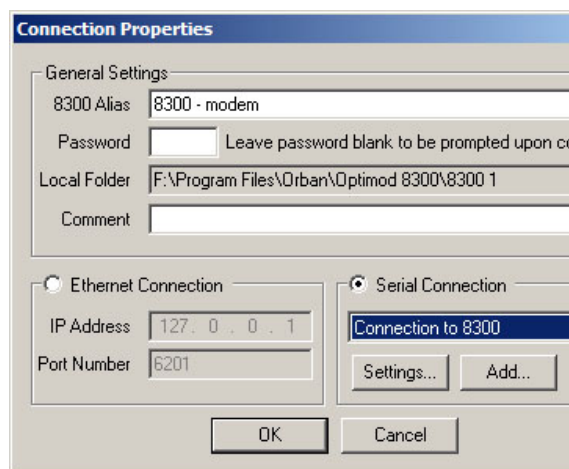 Connection Properties
General Settings
8300 Alias 8300 - modem
Password Leave password blank to be prompted upon
Local Folder F:\Program Files\Orban\Optimod 8300\8300 1
Comment
Ethernet Connection
IP Address 127. 0 . 0 . 1
Port Number 6201
Serial Connection
Connection to 8300
Settings... Add...
OK Cancel